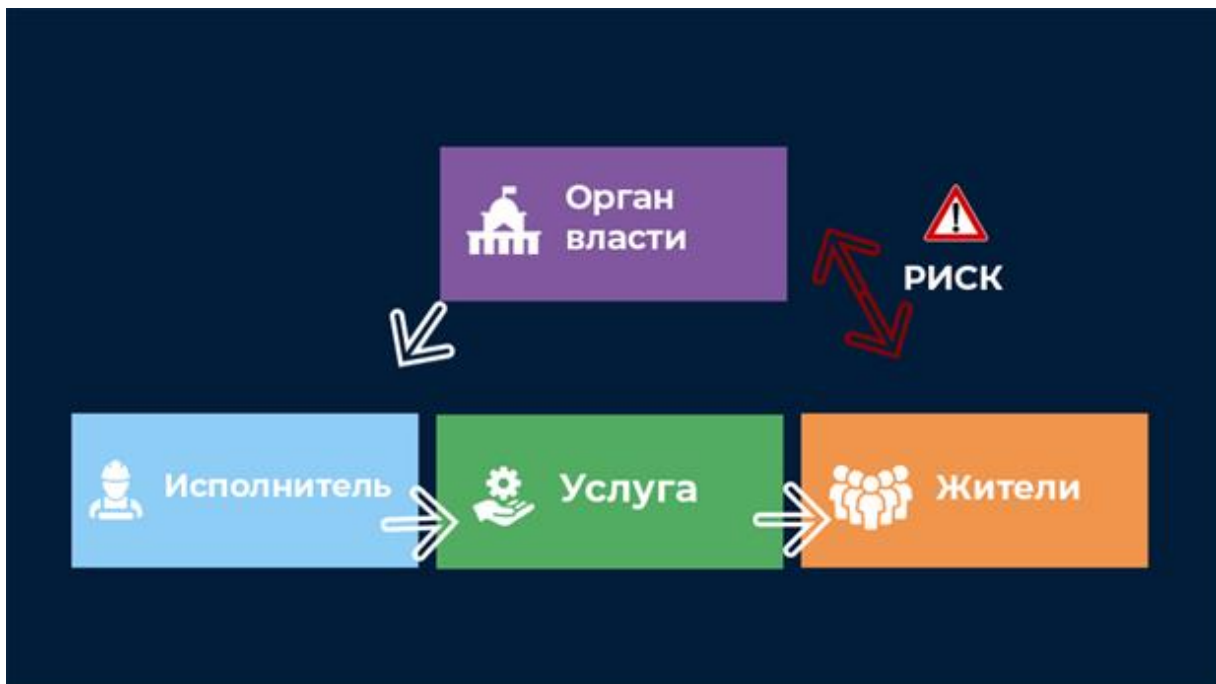 Орган
власти
РИСК
Исполнитель
Услуга
Жители